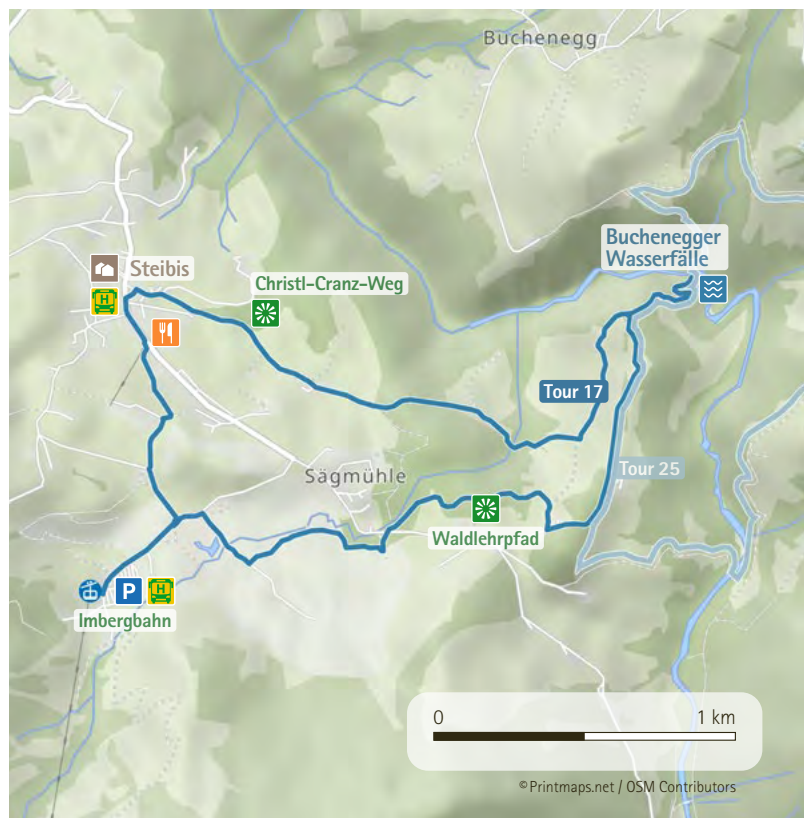 Buchenegg
Buchenegger
Wasserfälle
Steibis
H
Christl-Cranz-Weg
Tour 17
Tour 25
Sägmühle
Waldlehrpfad
P
H
Imbergbahn
0 1 km
© Printmaps.net / OSM Contributors